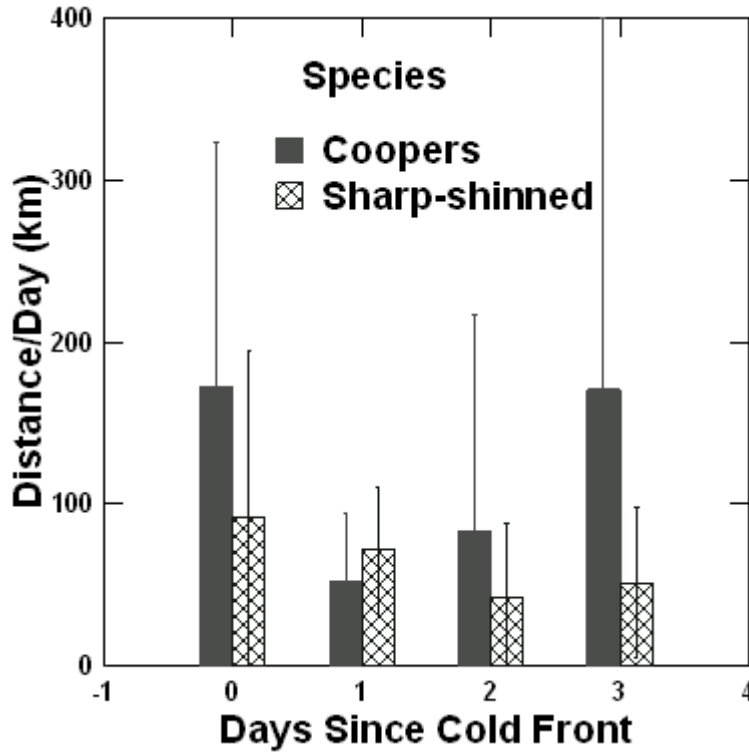 400
Species
Coopers
300
Sharp-shinned
Distance/Day (km)
200
100
0
-1 0 1 2 3 4
Days Since Cold Front